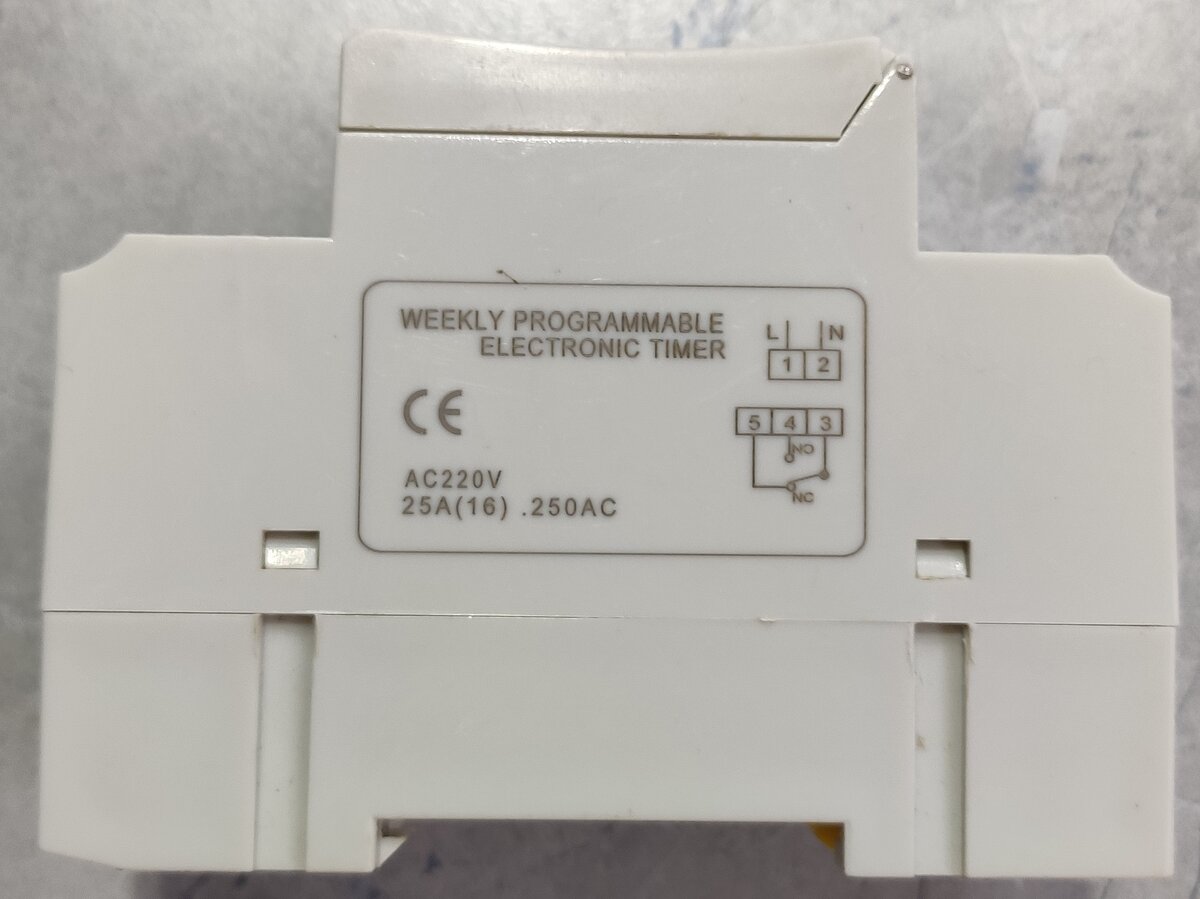 WEEKLY PROGRAMMABLE
ELECTRONIC TIMER
CE
AC220V
25A(16) .250AC
L N
1 2
5 4 3
NO
NC